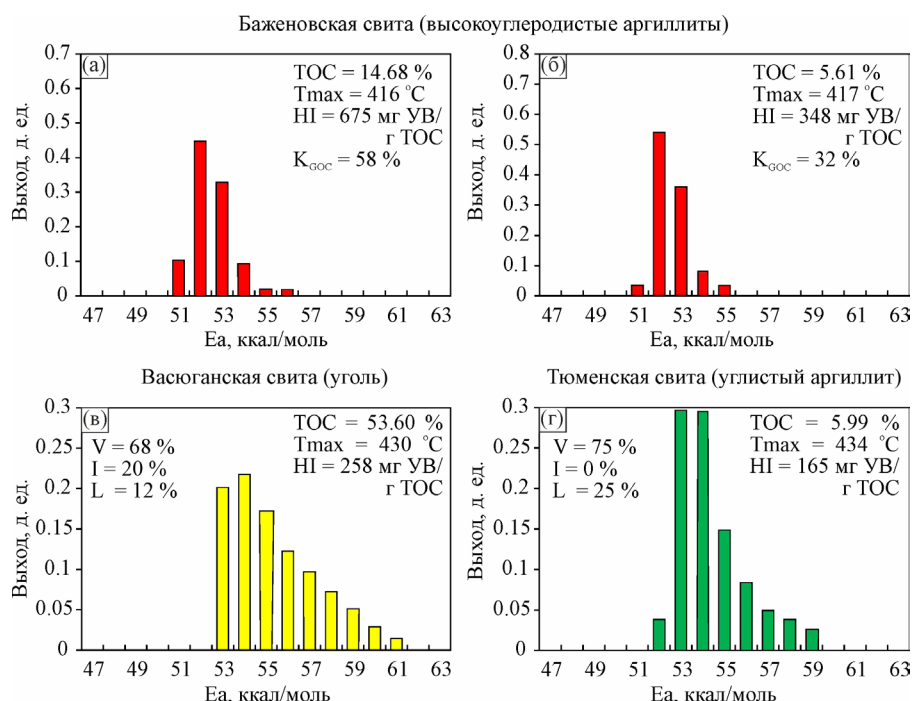 Баженовская свита (высокоуглеродистые аргиллиты)
(а)
TOC = 14.68 %
Tmax = 416 °C
HI = 675 мг УВ/
г TOC
K_GOC = 58 %
Выход, д. ед.
0.7
0.6
0.5
0.4
0.3
0.2
0.1
0
47 49 51 53 55 57 59 61 63
Ea, ккал/моль
(б)
TOC = 5.61 %
Tmax = 417 °C
HI = 348 мг УВ/
г TOC
K_GOC = 32 %
Выход, д. ед.
0.8
0.7
0.6
0.5
0.4
0.3
0.2
0.1
0
47 49 51 53 55 57 59 61 63
Ea, ккал/моль
Васюганская свита (уголь)
(в)
V = 68 %
I = 20 %
L = 12 %
TOC = 53.60 %
Tmax = 430 °C
HI = 258 мг УВ/
г TOC
Выход, д. ед.
0.3
0.25
0.2
0.15
0.1
0.05
0
47 49 51 53 55 57 59 61 63
Ea, ккал/моль
Тюменская свита (углистый аргиллит)
(г)
V = 75 %
I = 0 %
L = 25 %
TOC = 5.99 %
Tmax = 434 °C
HI = 165 мг УВ/
г TOC
Выход, д. ед.
0.3
0.25
0.2
0.15
0.1
0.05
0
47 49 51 53 55 57 59 61 63
Ea, ккал/моль